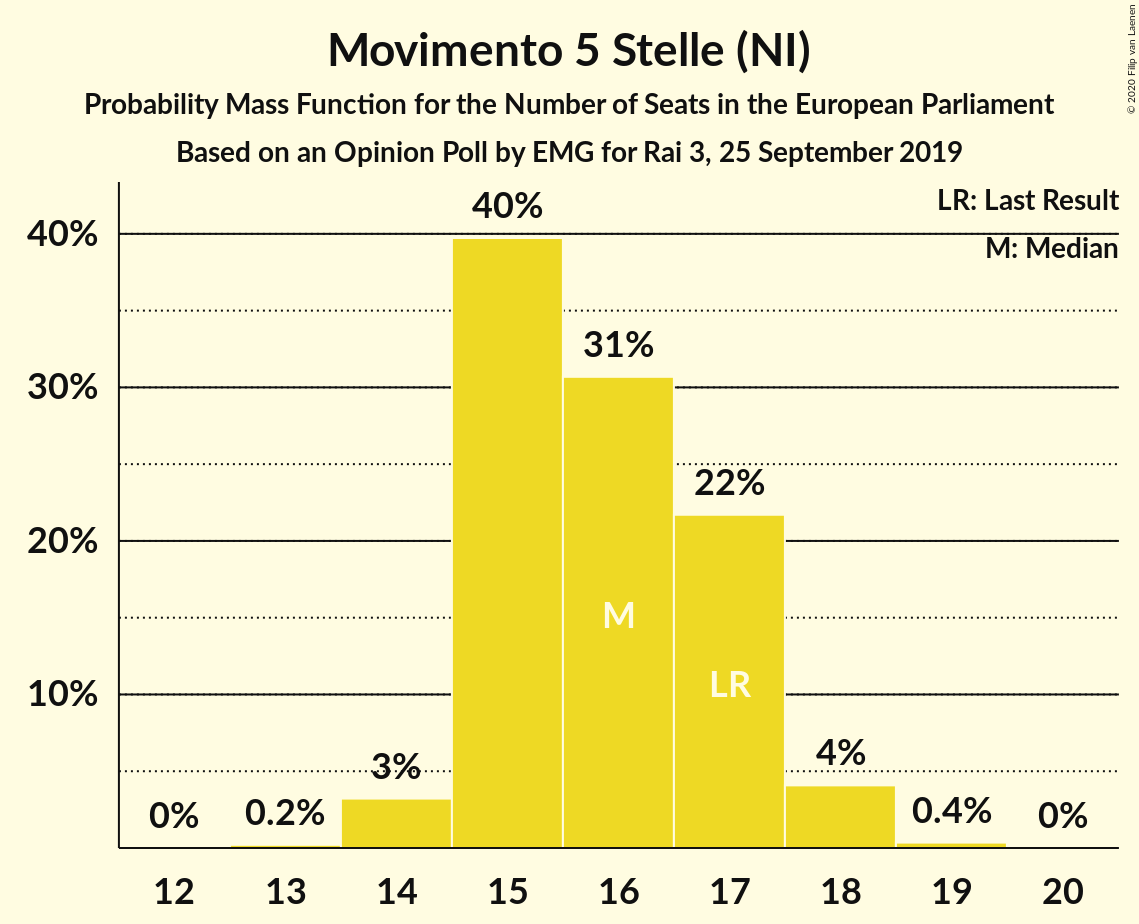 Movimento 5 Stelle (NI)
Probability Mass Function for the Number of Seats in the European Parliament
Based on an Opinion Poll by EMG for Rai 3, 25 September 2019
© 2020 Filip van Laenen
LR: Last Result
M: Median
40%
30%
20%
10%
0%
0.2%
3%
40%
31%
22%
4%
0.4%
0%
M
LR
12 13 14 15 16 17 18 19 20